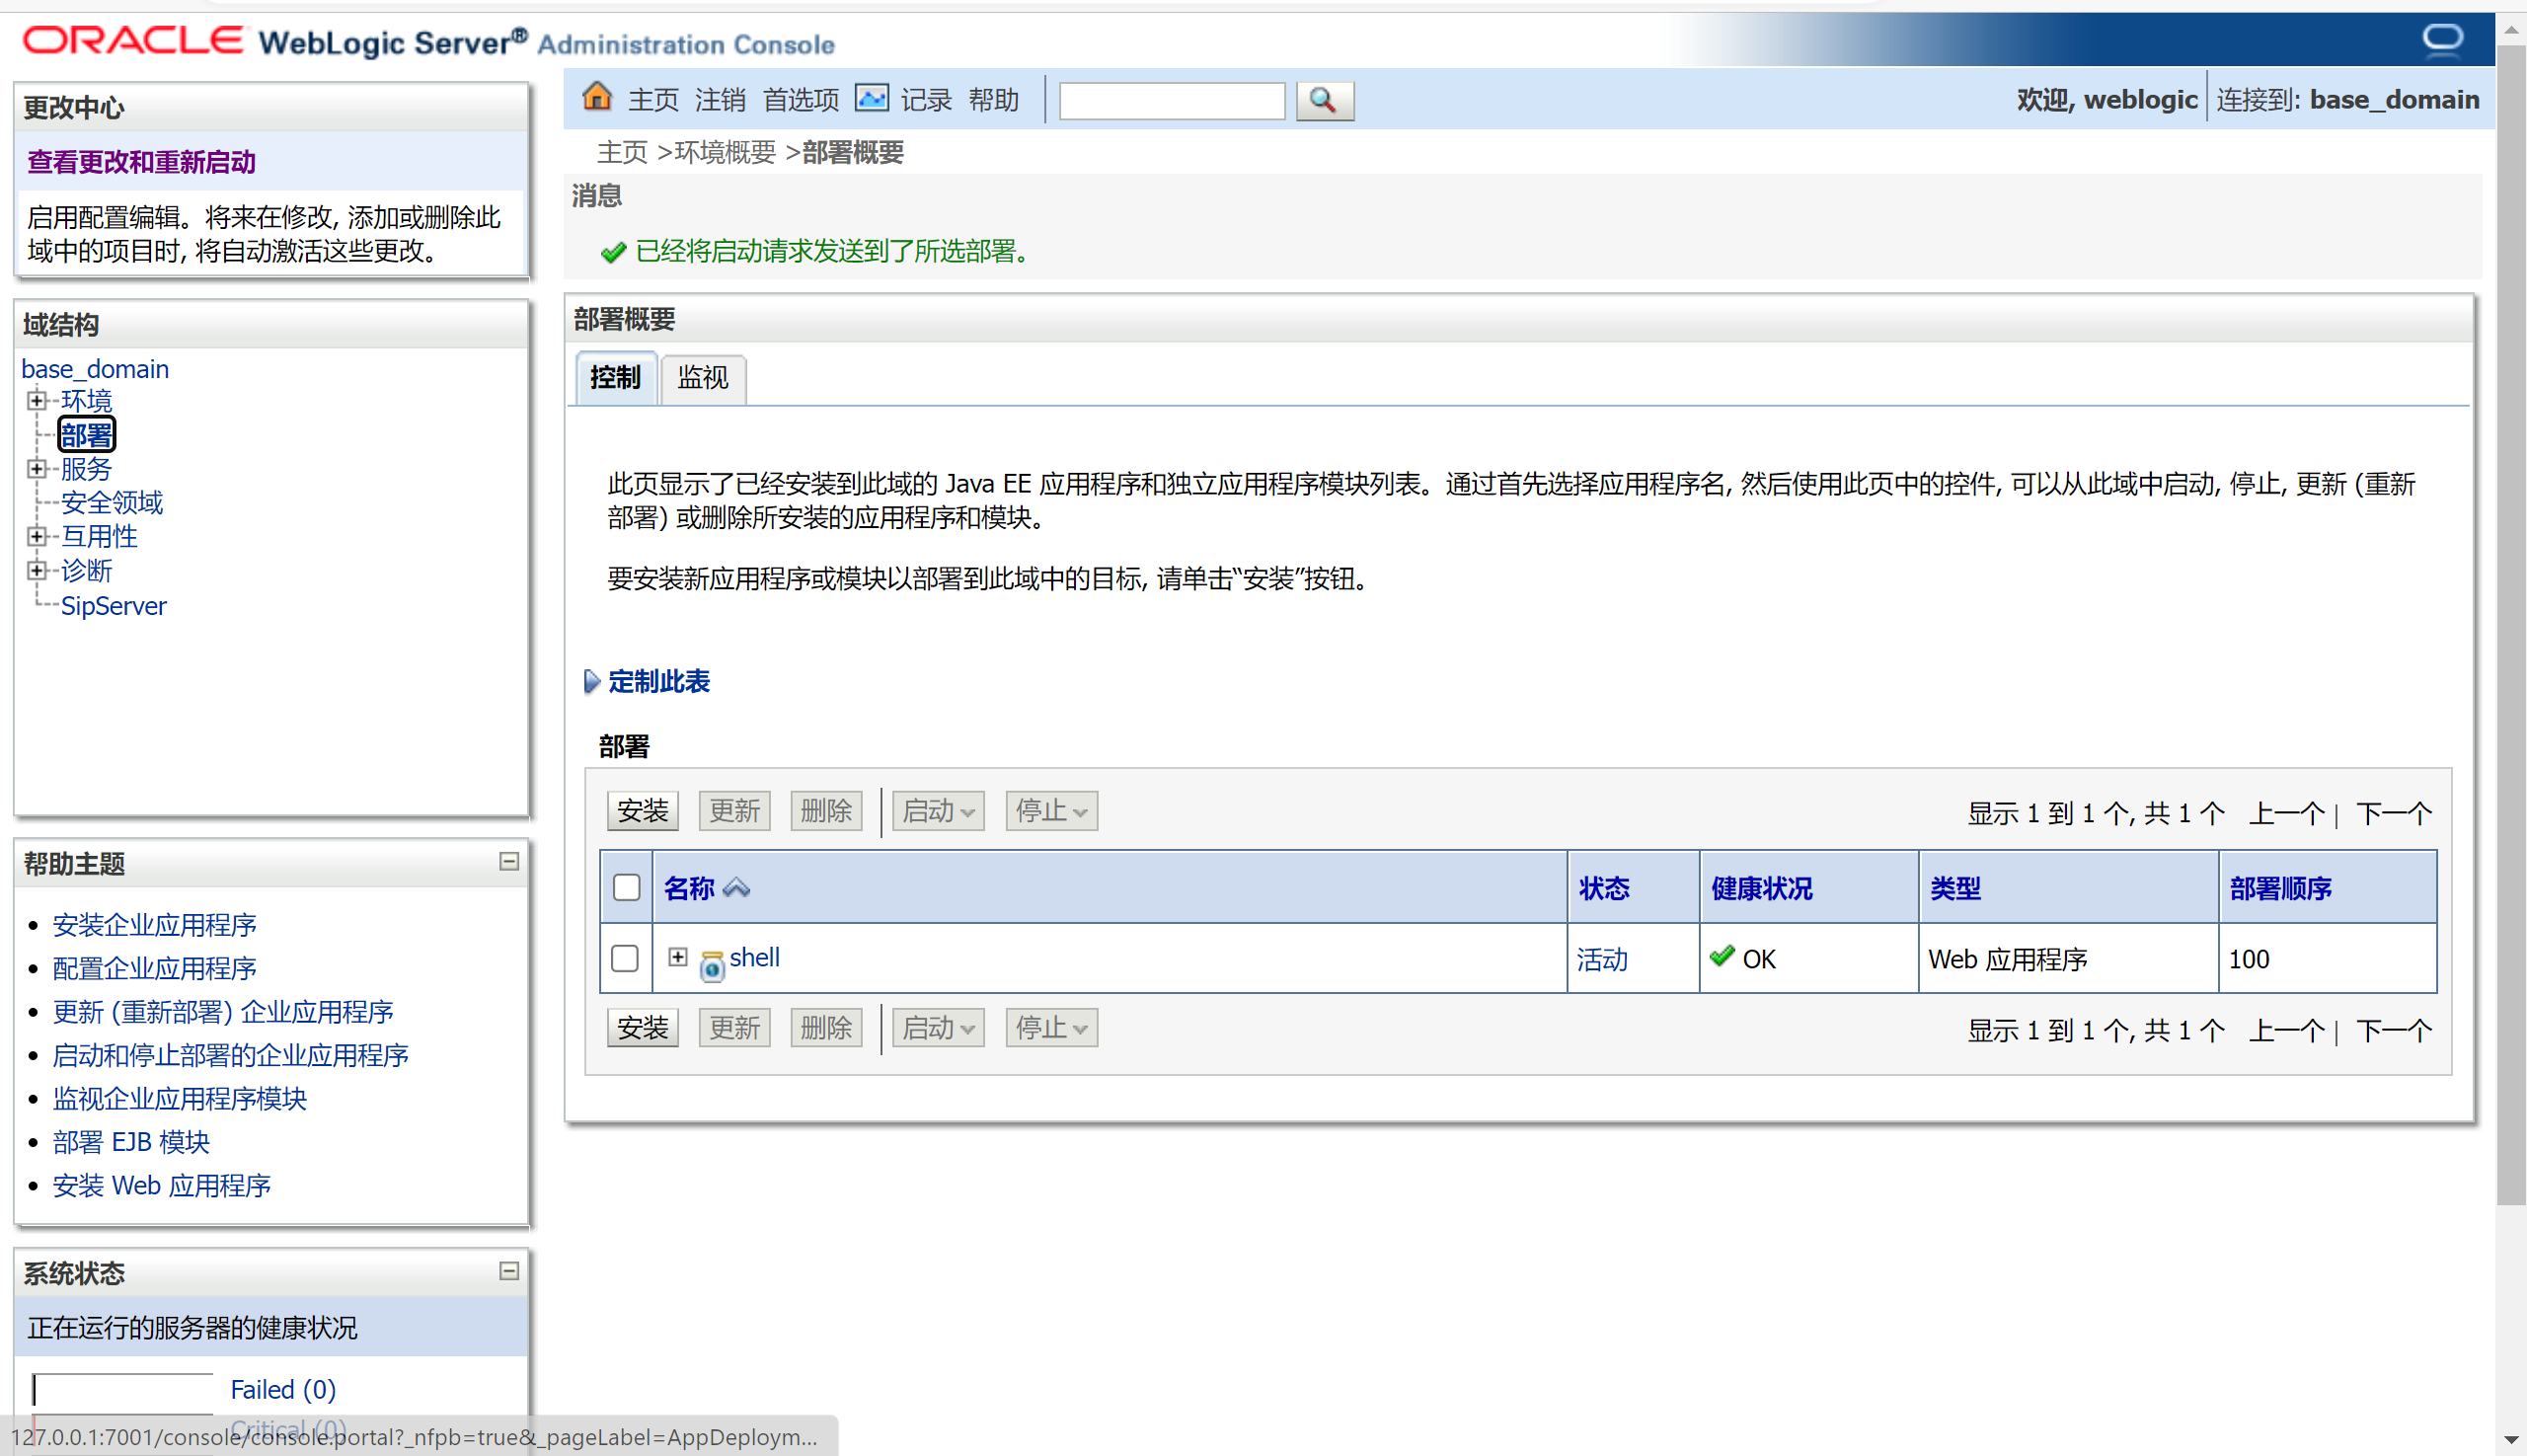 ORACLE WebLogic Server® Administration Console
更改中心
查看更改和重新启动
启用配置编辑。将来在修改, 添加或删除此
域中的项目时, 将自动激活这些更改。
域结构
base_domain
环境
部署
服务
安全领域
互用性
诊断
SipServer
帮助主题
安装企业应用程序
配置企业应用程序
更新 (重新部署) 企业应用程序
启动和停止部署的企业应用程序
监视企业应用程序模块
部署 EJB 模块
安装 Web 应用程序
系统状态
正在运行的服务器的健康状况
Failed (0)
Critical (0)
127.0.0.1:7001/console/console.portal?_nfpb=true&_pageLabel=AppDeploym...
主页 注销 首选项 记录 帮助
欢迎, weblogic 连接到: base_domain
主页 >环境概要 >部署概要
消息
已经将启动请求发送到了所选部署。
部署概要
控制 监视
此页显示了已经安装到此域的 Java EE 应用程序和独立应用程序模块列表。通过首先选择应用程序名, 然后使用此页中的控件, 可以从此域中启动, 停止, 更新 (重新
部署) 或删除所安装的应用程序和模块。
要安装新应用程序或模块以部署到此域中的目标, 请单击“安装”按钮。
定制此表
部署
安装 更新 删除 启动 停止 显示 1 到 1 个, 共 1 个 上一个 | 下一个
名称 状态 健康状况 类型 部署顺序
shell 活动 OK Web 应用程序 100
安装 更新 删除 启动 停止 显示 1 到 1 个, 共 1 个 上一个 | 下一个